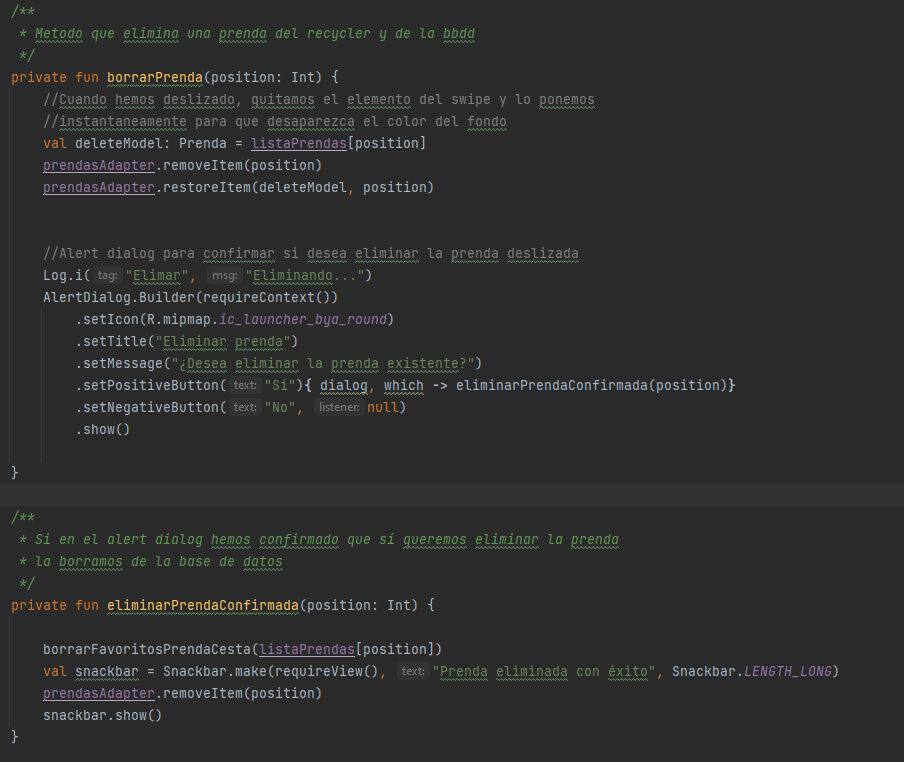 /**
 * Metodo que elimina una prenda del recycler y de la bbdd
 */
private fun borrarPrenda(position: Int) {
    //Cuando hemos deslizado, quitamos el elemento del swipe y lo ponemos
    //instantaneamente para que desaparezca el color del fondo
    val deleteModel: Prenda = listaPrendas[position]
    prendasAdapter.removeItem(position)
    prendasAdapter.restoreItem(deleteModel, position)
    //Alert dialog para confirmar si desea eliminar la prenda deslizada
    Log.i( tag: "Elimar", msg: "Eliminando...")
    AlertDialog.Builder(requireContext())
        .setIcon(R.mipmap.ic_launcher_bya_round)
        .setTitle("Eliminar prenda")
        .setMessage("¿Desea eliminar la prenda existente?")
        .setPositiveButton( text: "Sí"){ dialog, which -> eliminarPrendaConfirmada(position)}
        .setNegativeButton( text: "No", listener: null)
        .show()
}
/**
 * Si en el alert dialog hemos confirmado que si queremos eliminar la prenda
 * la borramos de la base de datos
 */
private fun eliminarPrendaConfirmada(position: Int) {
    borrarFavoritosPrendaCesta(listaPrendas[position])
    val snackbar = Snackbar.make(requireView(), text: "Prenda eliminada con éxito", Snackbar.LENGTH_LONG)
    prendasAdapter.removeItem(position)
    snackbar.show()
}